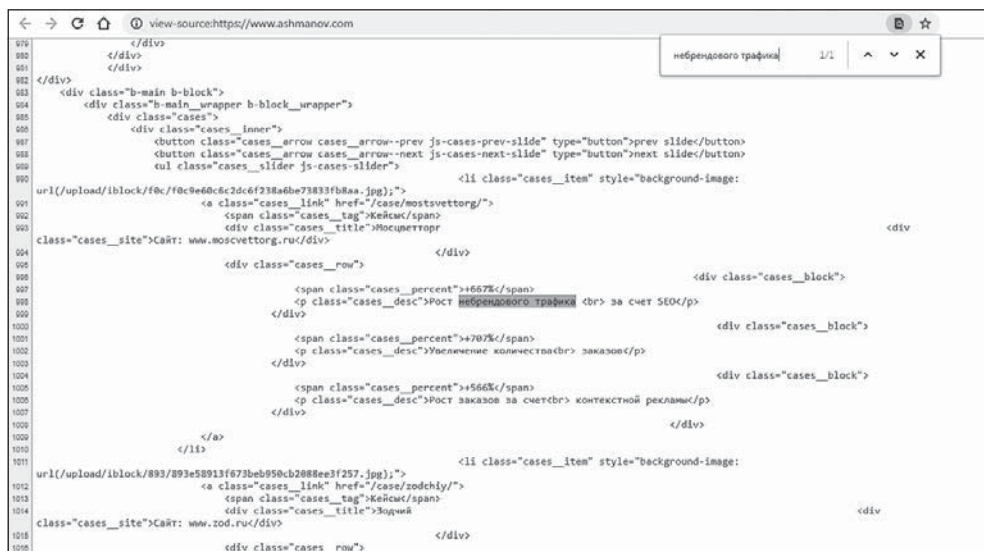 view-source:https://www.ashmanov.com
небрендового трафика 1/1
979 </div>
980 </div>
981 </div>
982 </div>
983 <div class="b-main b-block">
984 <div class="b-main__wrapper b-block__wrapper">
985 <div class="cases">
986 <div class="cases__inner">
987 <button class="cases__arrow cases__arrow--prev js-cases-prev-slide" type="button">prev slide</button>
988 <button class="cases__arrow cases__arrow--next js-cases-next-slide" type="button">next slide</button>
989 <ul class="cases__slider js-cases-slider">
990 <li class="cases__item" style="background-image:
url(/upload/iblock/f0c/f0c9e60c6c2dc6f238a6be73833fb8aa.jpg);">
991 <a class="cases__link" href="/case/mostsvettorg/">
992 <span class="cases__tag">Кейсы</span>
993 <div class="cases__title">Мосцветторг <div
class="cases__site">Сайт: www.moscvettorg.ru</div>
994 </div>
995 <div class="cases__row">
996 <div class="cases__block">
997 <span class="cases__percent">+667%</span>
998 <p class="cases__desc">Рост небрендового трафика <br> за счет SEO</p>
999 </div>
1000 <div class="cases__block">
1001 <span class="cases__percent">+707%</span>
1002 <p class="cases__desc">Увеличение количества<br> заказов</p>
1003 </div>
1004 <div class="cases__block">
1005 <span class="cases__percent">+566%</span>
1006 <p class="cases__desc">Рост заказов за счет<br> контекстной рекламы</p>
1007 </div>
1008 </div>
1009 </a>
1010 </li>
1011 <li class="cases__item" style="background-image:
url(/upload/iblock/893/893e58913f673beb950cb2088ee3f257.jpg);">
1012 <a class="cases__link" href="/case/zodchiy/">
1013 <span class="cases__tag">Кейсы</span>
1014 <div class="cases__title">Зодчий <div
class="cases__site">Сайт: www.zod.ru</div>
1015 </div>
1016 <div class="cases__row">